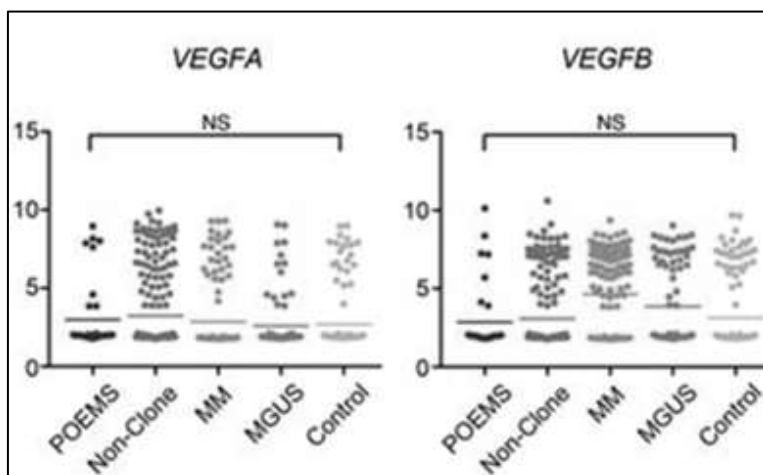 VEGFA
VEGFB
NS
NS
15
10
5
0
15
10
5
0
POEMS
Non-Clone
MM
MGUS
Control
POEMS
Non-Clone
MM
MGUS
Control